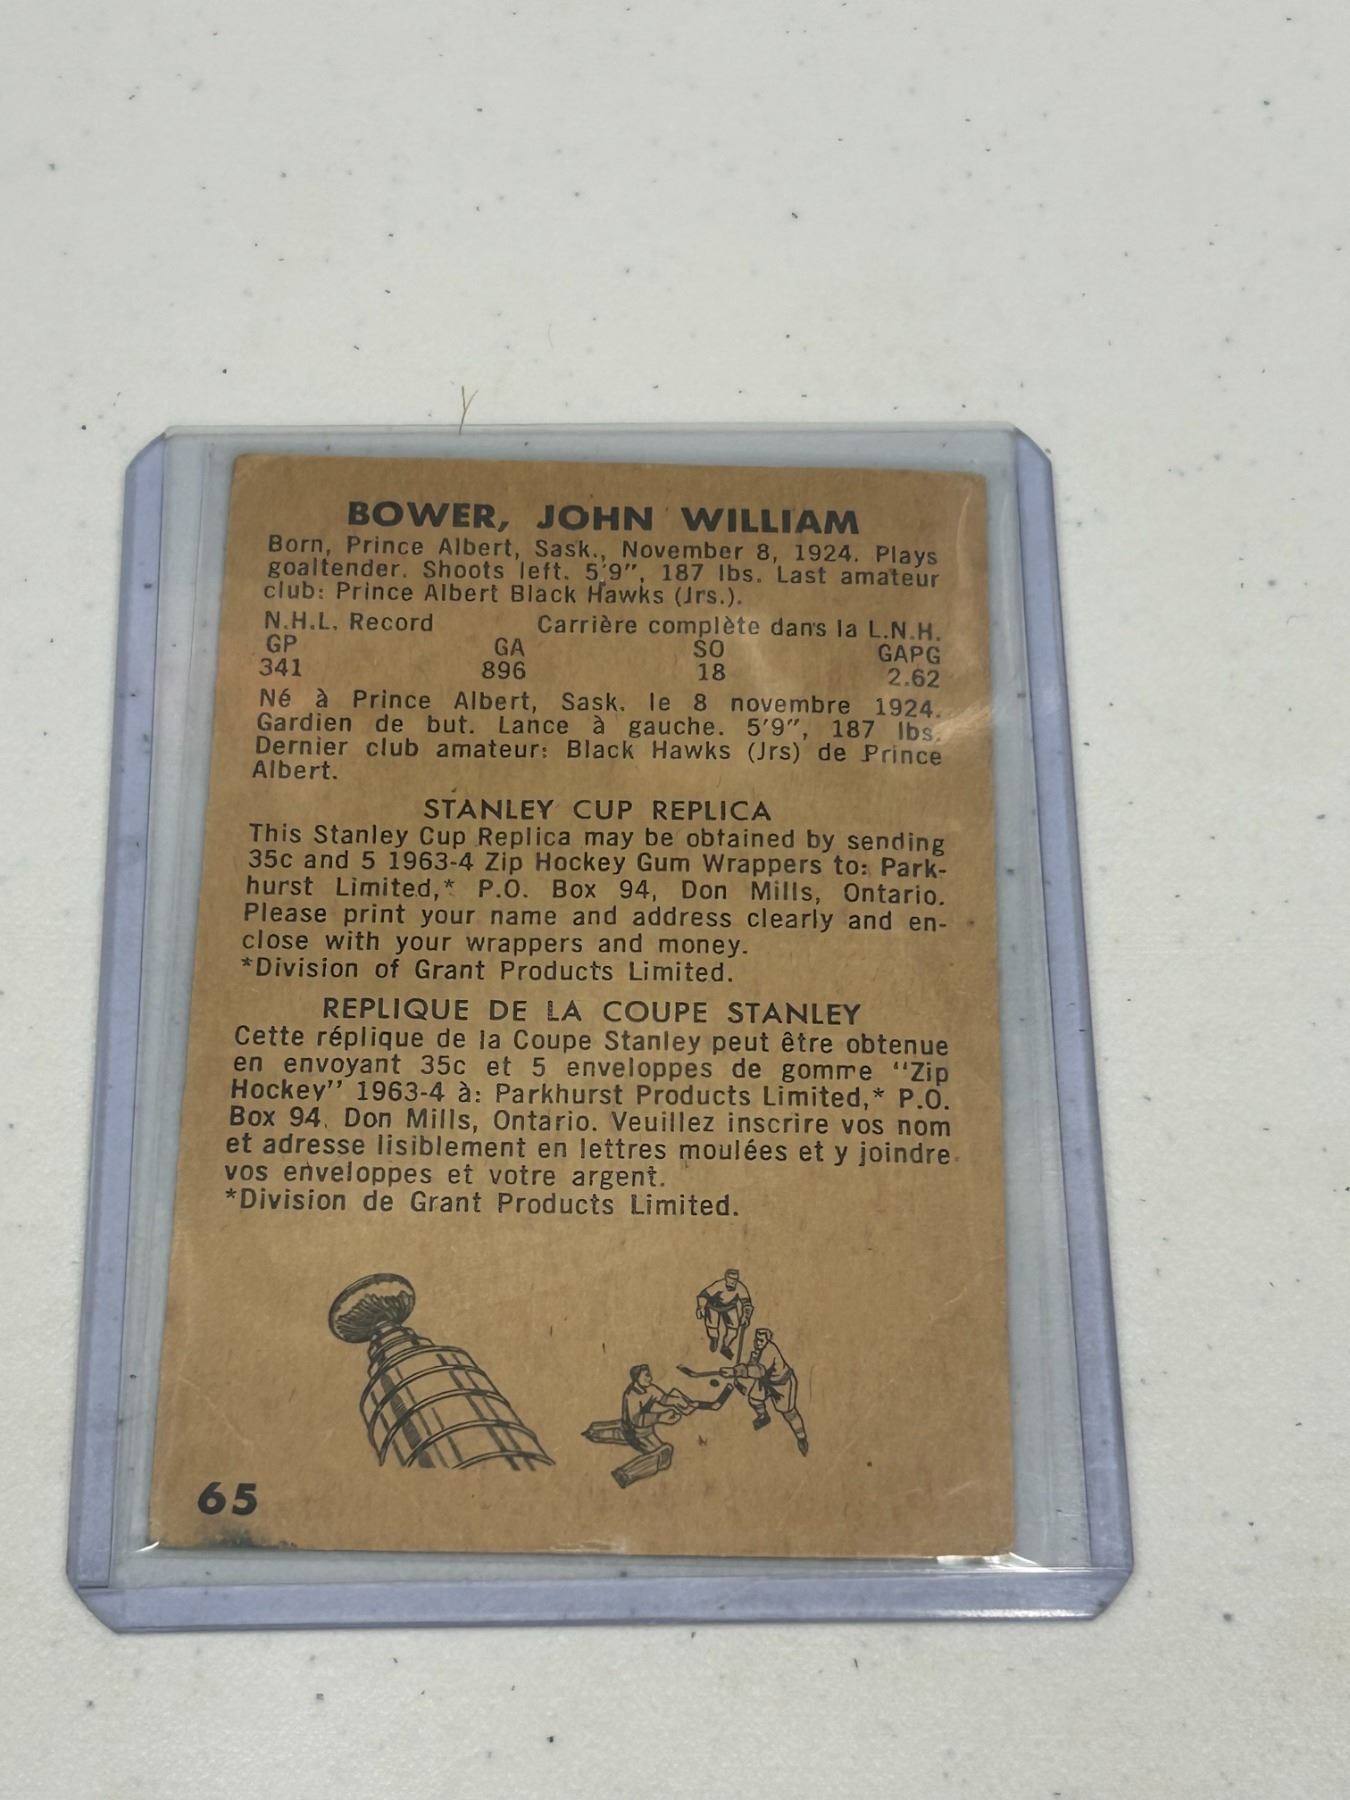 BOWER, JOHN WILLIAM
Born, Prince Albert, Sask., November 8, 1924. Plays
goaltender. Shoots left. 5'9", 187 lbs. Last amateur
club: Prince Albert Black Hawks (Jrs.).
N.H.L. Record Carrière complète dans la L.N.H.
GP GA SO GAPG
341 896 18 2.62
Né à Prince Albert, Sask. le 8 novembre 1924.
Gardien de but. Lance à gauche. 5'9", 187 lbs.
Dernier club amateur: Black Hawks (Jrs) de Prince
Albert.
STANLEY CUP REPLICA
This Stanley Cup Replica may be obtained by sending
35c and 5 1963-4 Zip Hockey Gum Wrappers to: Park-
hurst Limited,* P.O. Box 94, Don Mills, Ontario.
Please print your name and address clearly and en-
close with your wrappers and money.
*Division of Grant Products Limited.
REPLIQUE DE LA COUPE STANLEY
Cette réplique de la Coupe Stanley peut être obtenue
en envoyant 35c et 5 enveloppes de gomme "Zip
Hockey" 1963-4 à: Parkhurst Products Limited,* P.O.
Box 94, Don Mills, Ontario. Veuillez inscrire vos nom
et adresse lisiblement en lettres moulées et y joindre
vos enveloppes et votre argent.
*Division de Grant Products Limited.
65